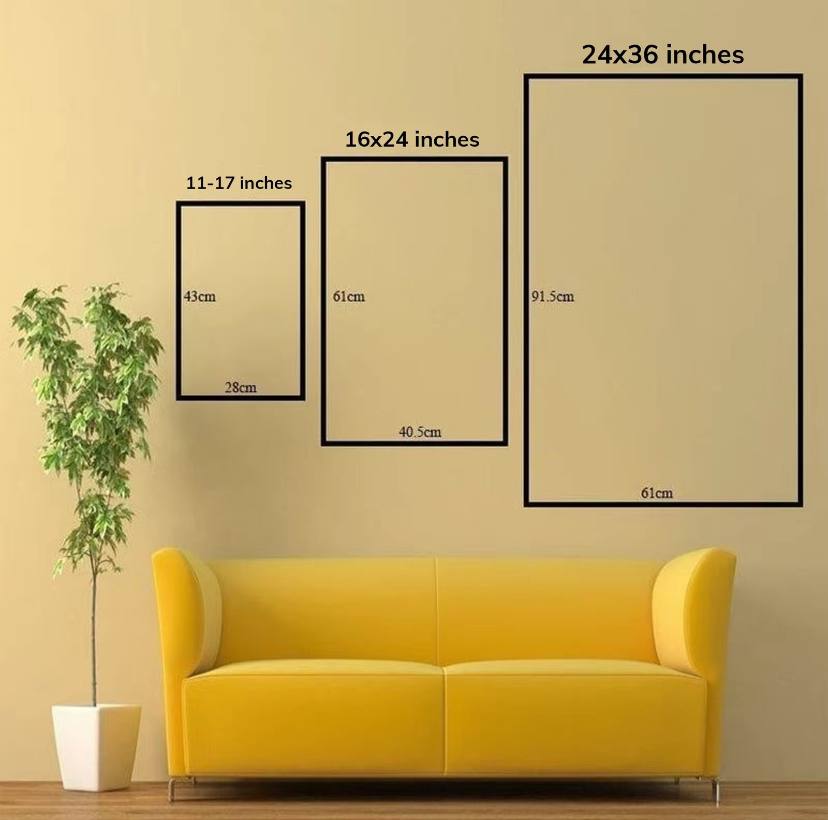 24x36 inches
16x24 inches
11-17 inches
43cm
61cm
91.5cm
28cm
40.5cm
61cm